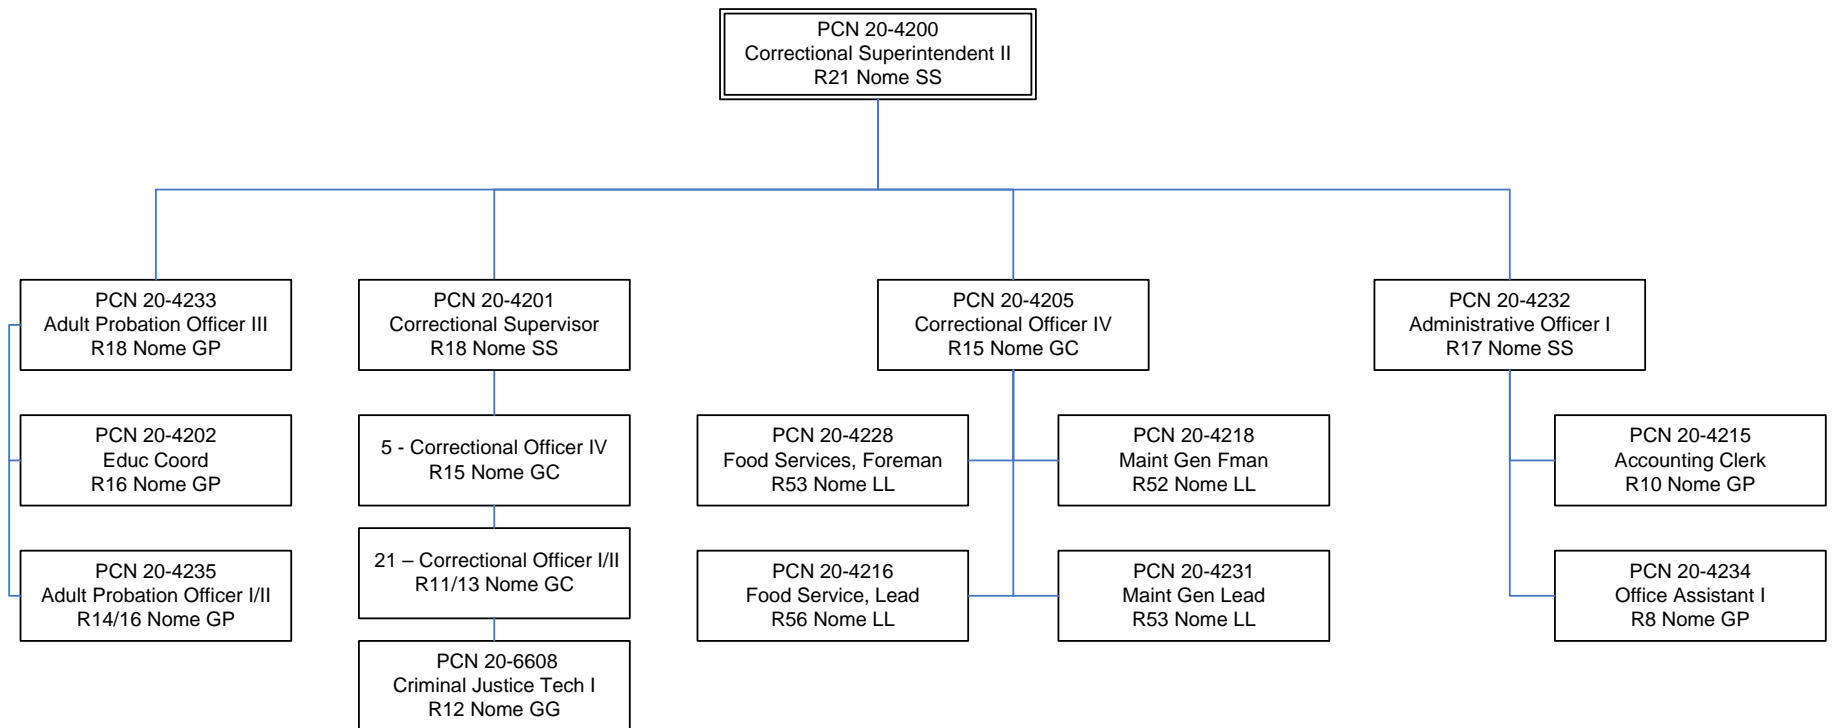 PCN 20-4200
Correctional Superintendent II
R21 Nome SS
PCN 20-4233
Adult Probation Officer III
R18 Nome GP
PCN 20-4201
Correctional Supervisor
R18 Nome SS
PCN 20-4205
Correctional Officer IV
R15 Nome GC
PCN 20-4232
Administrative Officer I
R17 Nome SS
PCN 20-4202
Educ Coord
R16 Nome GP
5 - Correctional Officer IV
R15 Nome GC
PCN 20-4228
Food Services, Foreman
R53 Nome LL
PCN 20-4218
Maint Gen Fman
R52 Nome LL
PCN 20-4215
Accounting Clerk
R10 Nome GP
PCN 20-4235
Adult Probation Officer I/II
R14/16 Nome GP
21 – Correctional Officer I/II
R11/13 Nome GC
PCN 20-4216
Food Service, Lead
R56 Nome LL
PCN 20-4231
Maint Gen Lead
R53 Nome LL
PCN 20-4234
Office Assistant I
R8 Nome GP
PCN 20-6608
Criminal Justice Tech I
R12 Nome GG